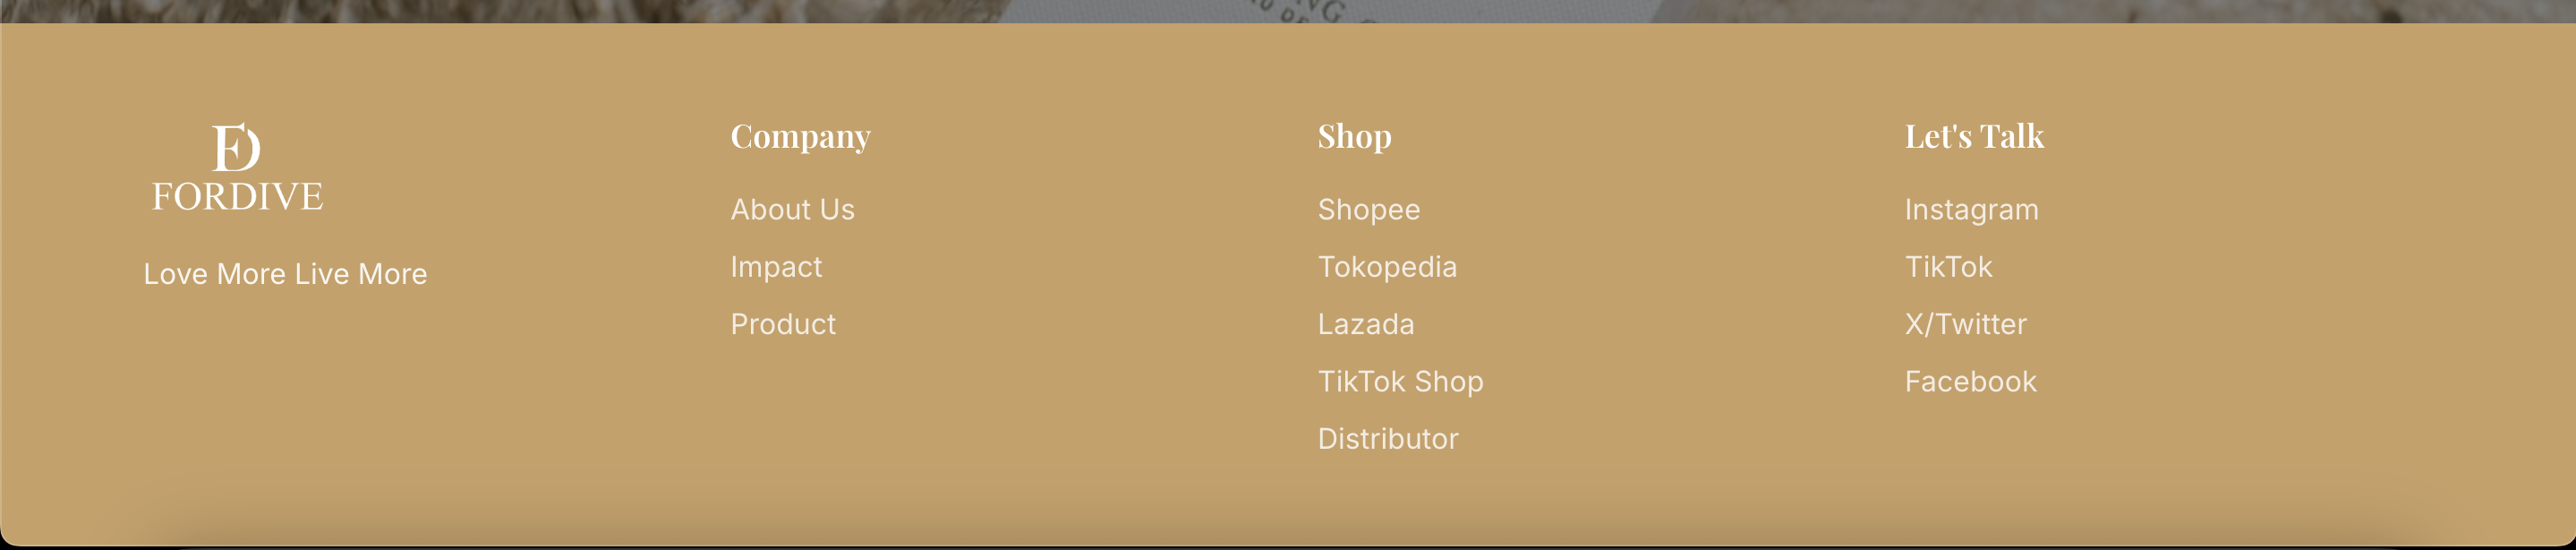 FD
FORDIVE
Love More Live More
Company
About Us
Impact
Product
Shop
Shopee
Tokopedia
Lazada
TikTok Shop
Distributor
Let's Talk
Instagram
TikTok
X/Twitter
Facebook